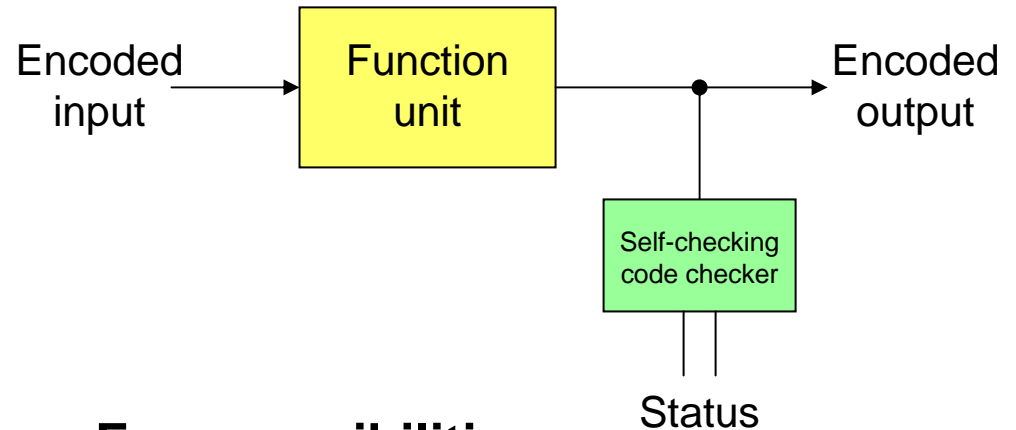 Encoded
input
Function
unit
Encoded
output
Self-checking
code checker
Status